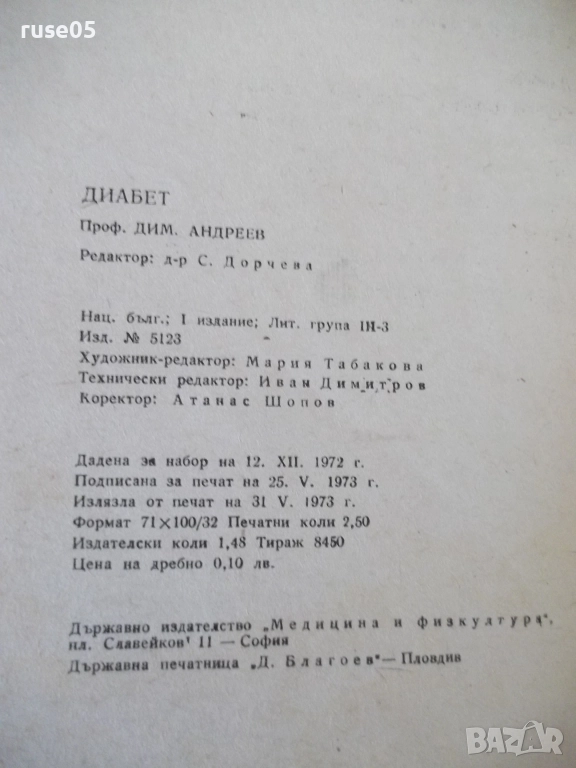 ruse05
ДИАБЕТ
Проф. ДИМ. АНДРЕЕВ
Редактор: д-р С. Дорчева
Нац. бълг.; I издание; Лит. група III-3
Изд. № 5123
Художник-редактор: Мария Табакова
Технически редактор: Иван Димитров
Коректор: Атанас Шопов
Дадена за набор на 12. XII. 1972 г.
Подписана за печат на 25. V. 1973 г.
Излязла от печат на 31 V. 1973 г.
Формат 71×100/32 Печатни коли 2,50
Издателски коли 1,48 Тираж 8450
Цена на дребно 0,10 лв.
Държавно издателство „Медицина и физкултура“,
пл. Славейков 11 — София
Държавна печатница „Д. Благоев“ — Пловдив
BAZAR